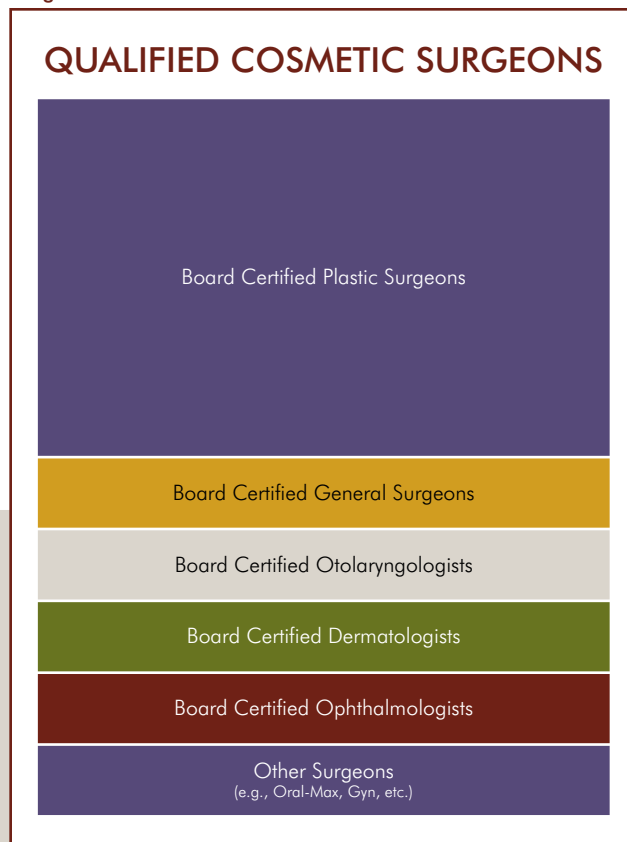 QUALIFIED COSMETIC SURGEONS
Board Certified Plastic Surgeons
Board Certified General Surgeons
Board Certified Otolaryngologists
Board Certified Dermatologists
Board Certified Ophthalmologists
Other Surgeons
(e.g., Oral-Max, Gyn, etc.)